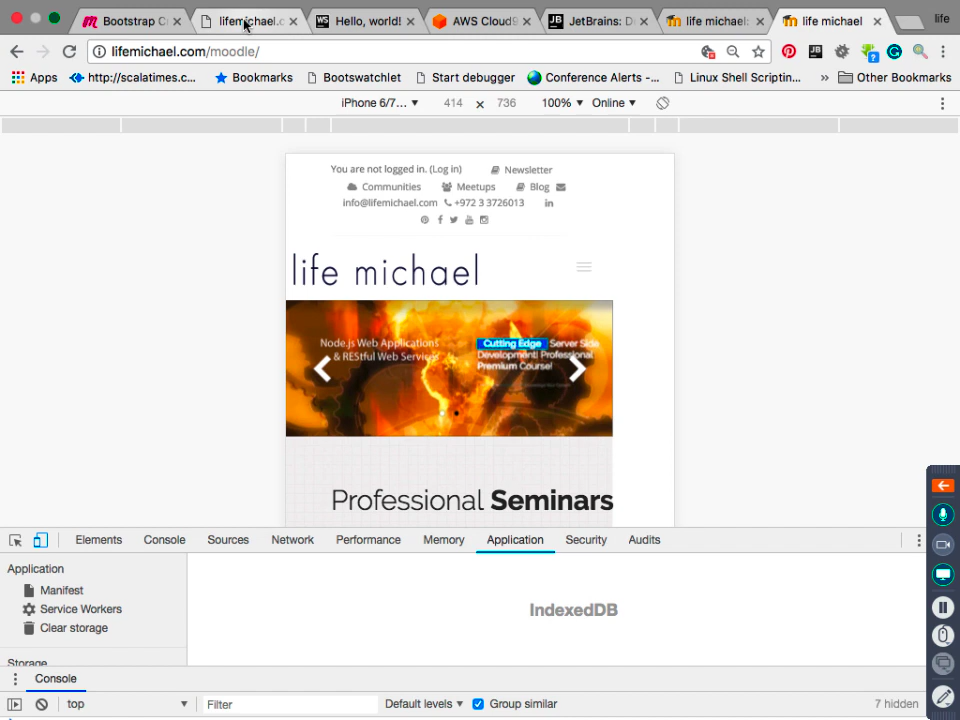 Bootstrap C
lifemichael.c
Hello, world!
AWS Cloud9
JetBrains: D
life michael:
life michael
life
lifemichael.com/moodle/
Apps
http://scalatimes.c...
Bookmarks
Bootswatchlet
Start debugger
Conference Alerts -...
Linux Shell Scriptin...
»
Other Bookmarks
iPhone 6/7... ▼
414 × 736
100% ▼
Online ▼
You are not logged in. (Log in)
Newsletter
Communities
Meetups
Blog
info@lifemichael.com
+972 3 3726013
life michael
Node.js Web Applications
& REStful Web Services
Cutting Edge Server Side
Development! Professional
Premium Course!
Professional Seminars
Elements
Console
Sources
Network
Performance
Memory
Application
Security
Audits
Application
Manifest
Service Workers
Clear storage
Storage
IndexedDB
Console
top
Filter
Default levels ▼
Group similar
7 hidden